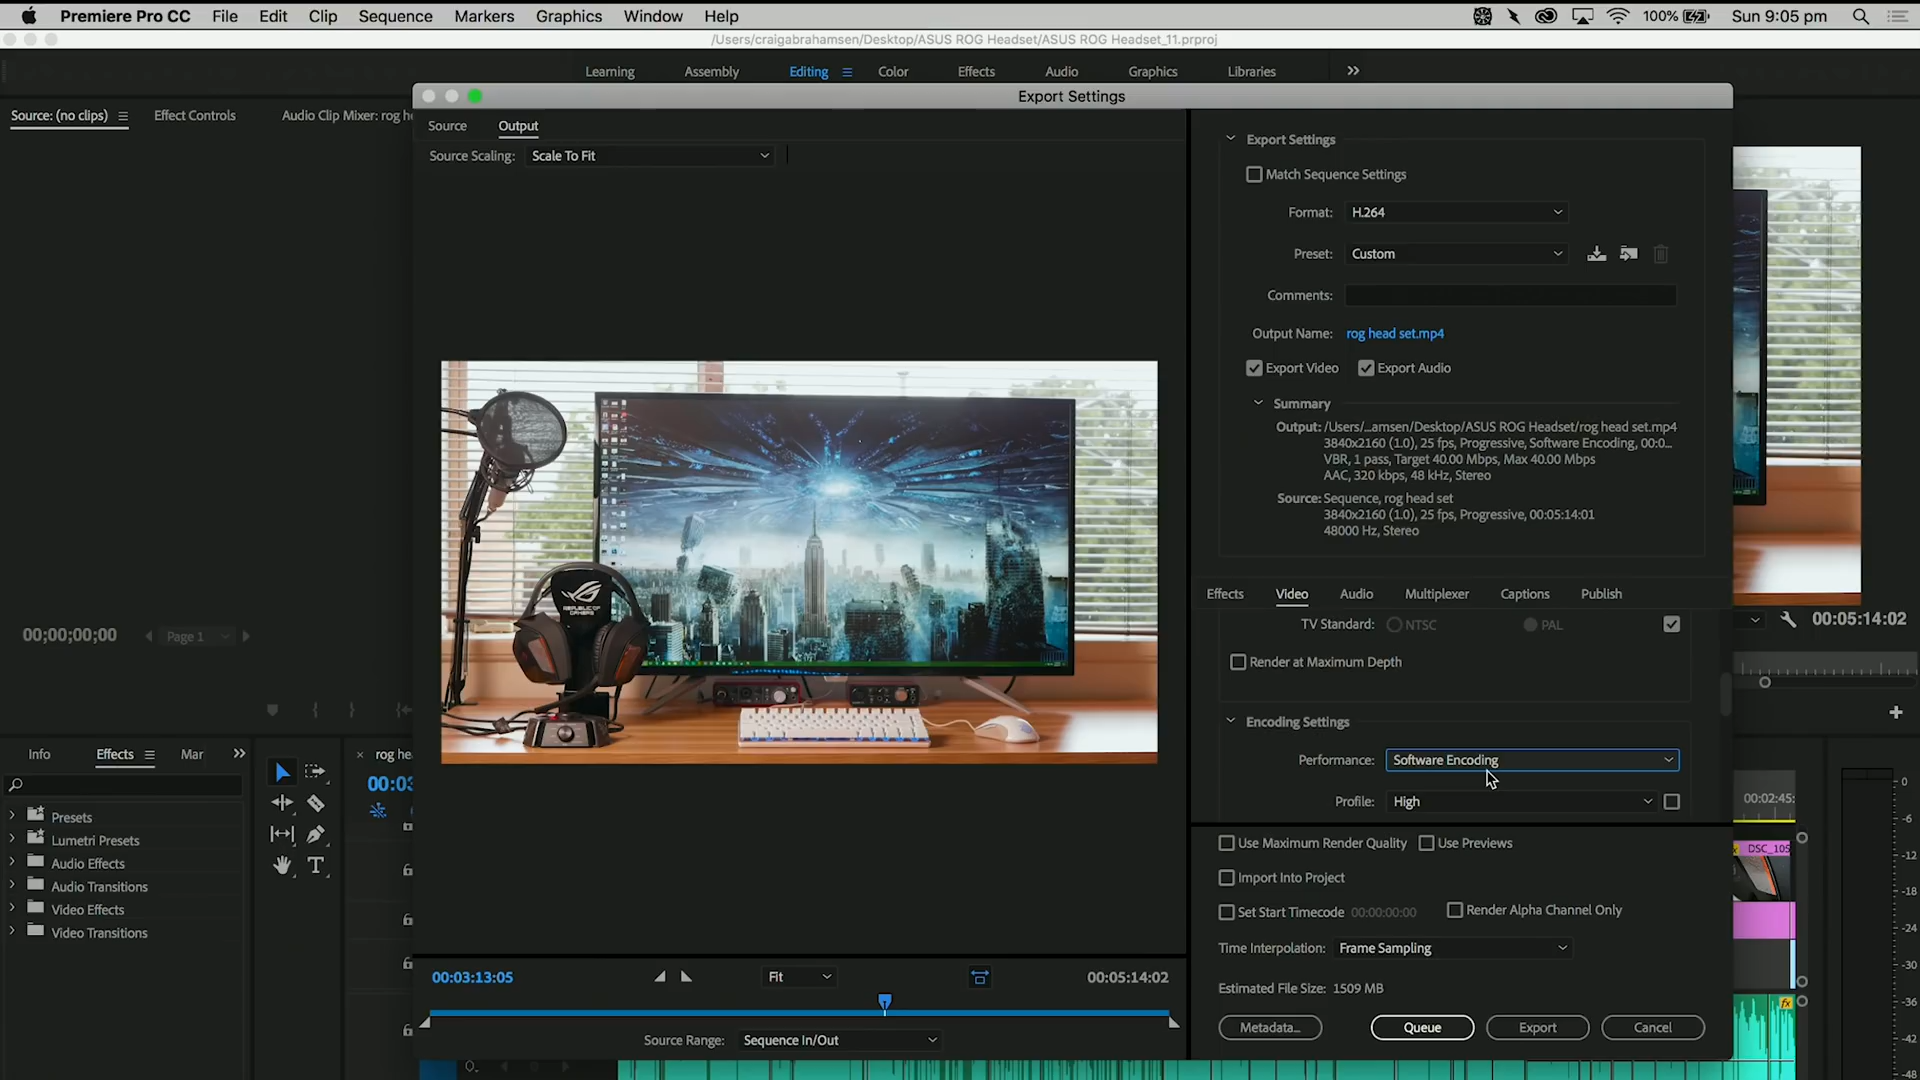 Premiere Pro CC File Edit Clip Sequence Markers Graphics Window Help 100% Sun 9:05 pm
/Users/craigabrahamsen/Desktop/ASUS ROG Headset/ASUS ROG Headset_11.prproj
Learning Assembly Editing Color Effects Audio Graphics Libraries
Export Settings
Source: (no clips) Effect Controls Audio Clip Mixer: rog he
Source Output
Source Scaling: Scale To Fit
Export Settings
Match Sequence Settings
Format: H.264
Preset: Custom
Comments:
Output Name: rog head set.mp4
Export Video Export Audio
Summary
Output: /Users/...amsen/Desktop/ASUS ROG Headset/rog head set.mp4
3840x2160 (1.0), 25 fps, Progressive, Software Encoding, 00:0...
VBR, 1 pass, Target 40.00 Mbps, Max 40.00 Mbps
AAC, 320 kbps, 48 kHz, Stereo
Source: Sequence, rog head set
3840x2160 (1.0), 25 fps, Progressive, 00:05:14:01
48000 Hz, Stereo
Effects Video Audio Multiplexer Captions Publish
TV Standard: NTSC PAL
Render at Maximum Depth
Encoding Settings
Performance: Software Encoding
Profile: High
Use Maximum Render Quality Use Previews
Import Into Project
Set Start Timecode 00:00:00:00 Render Alpha Channel Only
Time Interpolation: Frame Sampling
Estimated File Size: 1509 MB
Metadata... Queue Export Cancel
REPUBLIC OF
GAMERS
00:03:13:05 Fit 00:05:14:02
Source Range: Sequence In/Out
00;00;00;00 Page 1
Info Effects Mar
Presets
Lumetri Presets
Audio Effects
Audio Transitions
Video Effects
Video Transitions
rog he
00:03
00:05:14:02
00:02:45:
DSC_105
fx
0
-6
-12
-18
-24
-30
-36
-42
-48